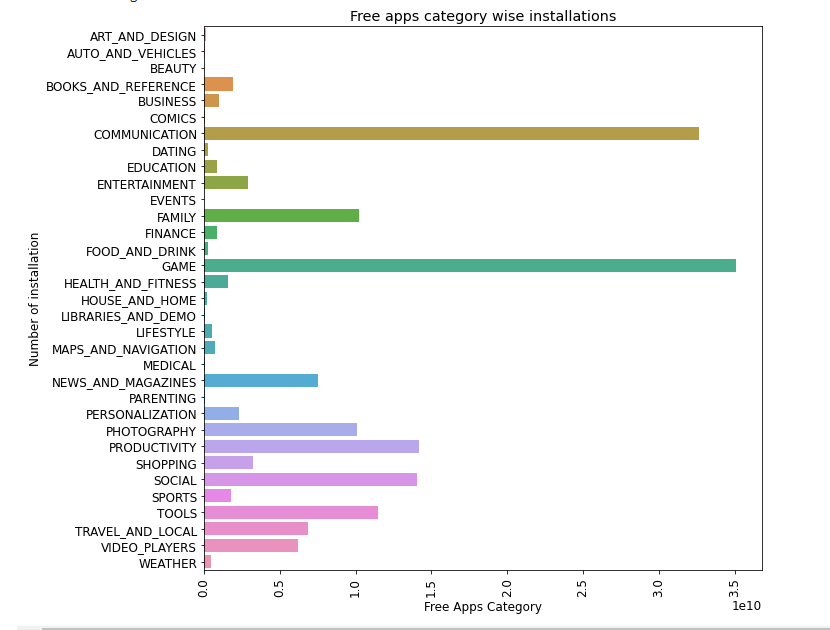 Free apps category wise installations
ART_AND_DESIGN
AUTO_AND_VEHICLES
BEAUTY
BOOKS_AND_REFERENCE
BUSINESS
COMICS
COMMUNICATION
DATING
EDUCATION
ENTERTAINMENT
EVENTS
FAMILY
FINANCE
FOOD_AND_DRINK
GAME
HEALTH_AND_FITNESS
HOUSE_AND_HOME
LIBRARIES_AND_DEMO
LIFESTYLE
MAPS_AND_NAVIGATION
MEDICAL
NEWS_AND_MAGAZINES
PARENTING
PERSONALIZATION
PHOTOGRAPHY
PRODUCTIVITY
SHOPPING
SOCIAL
SPORTS
TOOLS
TRAVEL_AND_LOCAL
VIDEO_PLAYERS
WEATHER
Number of installation
0.0 0.5 1.0 1.5 2.0 2.5 3.0 3.5
1e10
Free Apps Category